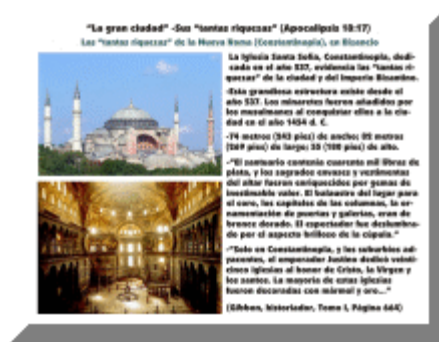 “La gran ciudad” -Sus “tantas riquezas” (Apocalipsis 18:17)
Las “tantas riquezas” de la Nueva Roma (Constantinopla), en Bizancio
La Iglesia Santa Sofía, Constantinopla, dedi-
cada en el año 537, evidencia las “tantas ri-
quezas” de la ciudad y del Imperio Bizantino.
-Esta grandiosa estructura existe desde el
año 537. Los minaretes fueron añadidos por
los musulmanes al conquistar ellos a la ciu-
dad en el año 1454 d. C.
-74 metros (243 pies) de ancho; 82 metros
(269 pies) de largo; 55 (180 pies) de alto.
-“El santuario contenía cuarenta mil libras de
plata, y los sagrados envases y vestimentas
del altar fueron enriquecidos por gemas de
inestimable valor. El balaustre del lugar para
el coro, los capiteles de las columnas, la or-
namentación de puertas y galerías, eran de
bronce dorado. El espectador fue deslumbra-
do por el aspecto brilloso de la cúpula.”
-“Solo en Constantinopla, y los suburbios ad-
yacentes, el emperador Justino dedicó veinti-
cinco iglesias al honor de Cristo, la Virgen y
los santos. La mayoría de estas iglesias
fueron decoradas con mármol y oro...”
(Gibbon, historiador, Tomo I, Página 664)